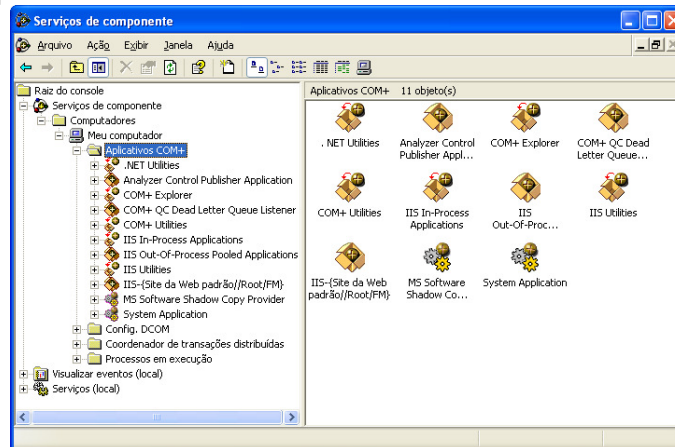 Serviços de componente
Arquivo Ação Exibir Janela Ajuda
Raiz do console
Serviços de componente
Computadores
Meu computador
Aplicativos COM+
.NET Utilities
Analyzer Control Publisher Application
COM+ Explorer
COM+ QC Dead Letter Queue Listener
COM+ Utilities
IIS In-Process Applications
IIS Out-Of-Process Pooled Applications
IIS Utilities
IIS-{Site da Web padrão//Root/FM}
MS Software Shadow Copy Provider
System Application
Config. DCOM
Coordenador de transações distribuídas
Processos em execução
Visualizar eventos (local)
Serviços (local)
Aplicativos COM+ 11 objeto(s)
. NET Utilities
Analyzer Control
Publisher Appl...
COM+ Explorer
COM+ QC Dead
Letter Queue...
COM+ Utilities
IIS In-Process
Applications
IIS
Out-Of-Proc...
IIS Utilities
IIS-{Site da Web
padrão//Root/FM}
MS Software
Shadow Co...
System Application